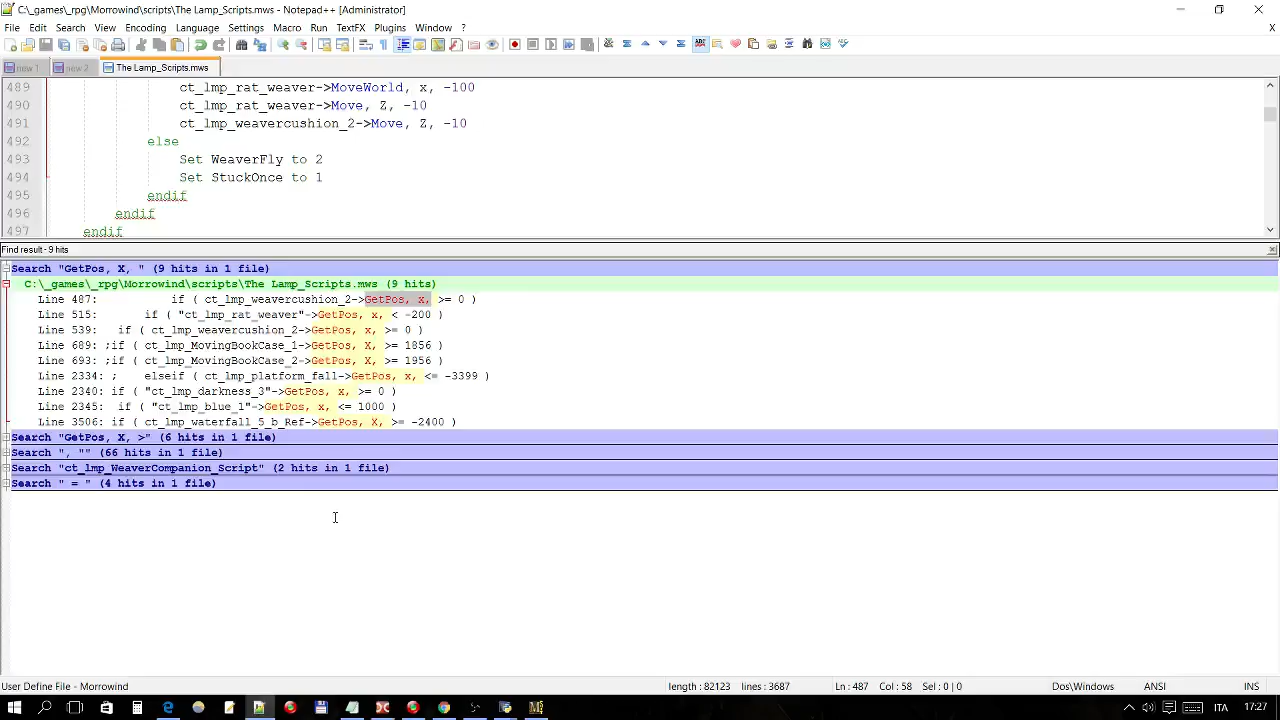 C:\_games\_rpg\Morrowind\scripts\The Lamp_Scripts.mws - Notepad++ [Administrator]
File Edit Search View Encoding Language Settings Macro Run TextFX Plugins Window ?
new 1 new 2 The Lamp_Scripts.mws
489 ct_lmp_rat_weaver->MoveWorld, x, -100
490 ct_lmp_rat_weaver->Move, Z, -10
491 ct_lmp_weavercushion_2->Move, Z, -10
492 else
493 Set WeaverFly to 2
494 Set StuckOnce to 1
495 endif
496 endif
497 endif
Find result - 9 hits
Search "GetPos, X, " (9 hits in 1 file)
C:\_games\_rpg\Morrowind\scripts\The Lamp_Scripts.mws (9 hits)
Line 487: if ( ct_lmp_weavercushion_2->GetPos, x, >= 0 )
Line 515: if ( "ct_lmp_rat_weaver"->GetPos, x, < -200 )
Line 539: if ( ct_lmp_weavercushion_2->GetPos, x, >= 0 )
Line 689: ;if ( ct_lmp_MovingBookCase_1->GetPos, X, >= 1856 )
Line 693: ;if ( ct_lmp_MovingBookCase_2->GetPos, X, >= 1956 )
Line 2334: ; elseif ( ct_lmp_platform_fall->GetPos, x, <= -3399 )
Line 2340: if ( "ct_lmp_darkness_3"->GetPos, x, >= 0 )
Line 2345: if ( "ct_lmp_blue_1"->GetPos, x, <= 1000 )
Line 3506: if ( ct_lmp_waterfall_5_b_Ref->GetPos, X, >= -2400 )
Search "GetPos, X, >" (6 hits in 1 file)
Search ", "" (66 hits in 1 file)
Search "ct_lmp_WeaverCompanion_Script" (2 hits in 1 file)
Search " = " (4 hits in 1 file)
User Define File - Morrowind length : 82123 lines : 3687 Ln : 487 Col : 58 Sel : 0 | 0 Dos\Windows ANSI INS
ITA 17:27